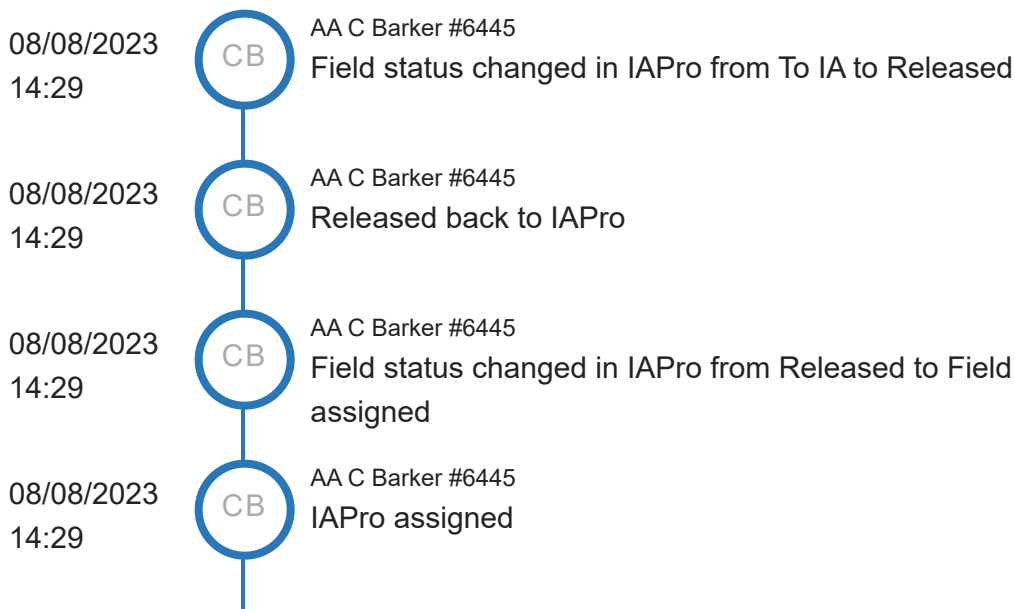 08/08/2023
14:29
CB
AA C Barker #6445
Field status changed in IAPro from To IA to Released
08/08/2023
14:29
CB
AA C Barker #6445
Released back to IAPro
08/08/2023
14:29
CB
AA C Barker #6445
Field status changed in IAPro from Released to Field
assigned
08/08/2023
14:29
CB
AA C Barker #6445
IAPro assigned